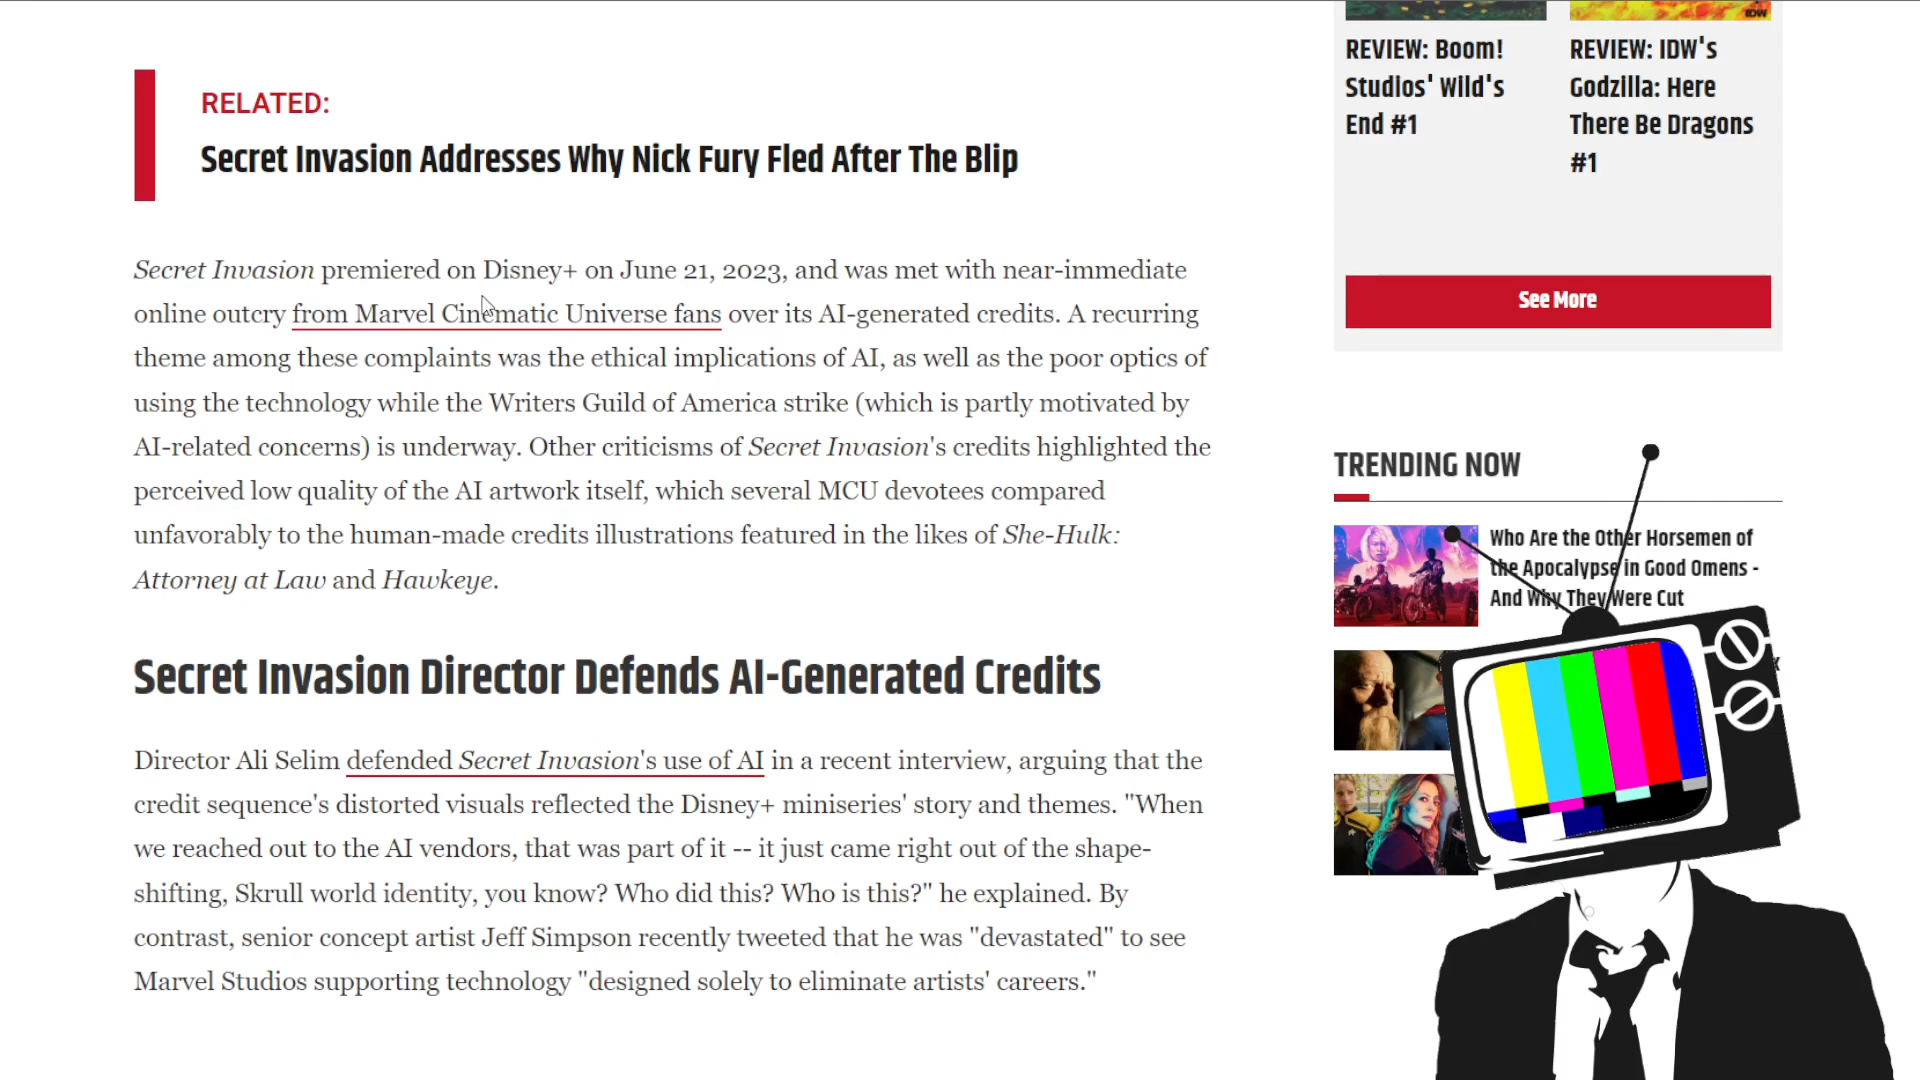 RELATED:
Secret Invasion Addresses Why Nick Fury Fled After The Blip
Secret Invasion premiered on Disney+ on June 21, 2023, and was met with near-immediate
online outcry from Marvel Cinematic Universe fans over its AI-generated credits. A recurring
theme among these complaints was the ethical implications of AI, as well as the poor optics of
using the technology while the Writers Guild of America strike (which is partly motivated by
AI-related concerns) is underway. Other criticisms of Secret Invasion's credits highlighted the
perceived low quality of the AI artwork itself, which several MCU devotees compared
unfavorably to the human-made credits illustrations featured in the likes of She-Hulk:
Attorney at Law and Hawkeye.
Secret Invasion Director Defends AI-Generated Credits
Director Ali Selim defended Secret Invasion's use of AI in a recent interview, arguing that the
credit sequence's distorted visuals reflected the Disney+ miniseries' story and themes. "When
we reached out to the AI vendors, that was part of it -- it just came right out of the shape-
shifting, Skrull world identity, you know? Who did this? Who is this?" he explained. By
contrast, senior concept artist Jeff Simpson recently tweeted that he was "devastated" to see
Marvel Studios supporting technology "designed solely to eliminate artists' careers."
IDW
REVIEW: Boom!
Studios' Wild's
End #1
REVIEW: IDW's
Godzilla: Here
There Be Dragons
#1
See More
TRENDING NOW
Who Are the Other Horsemen of
the Apocalypse in Good Omens -
And Why They Were Cut